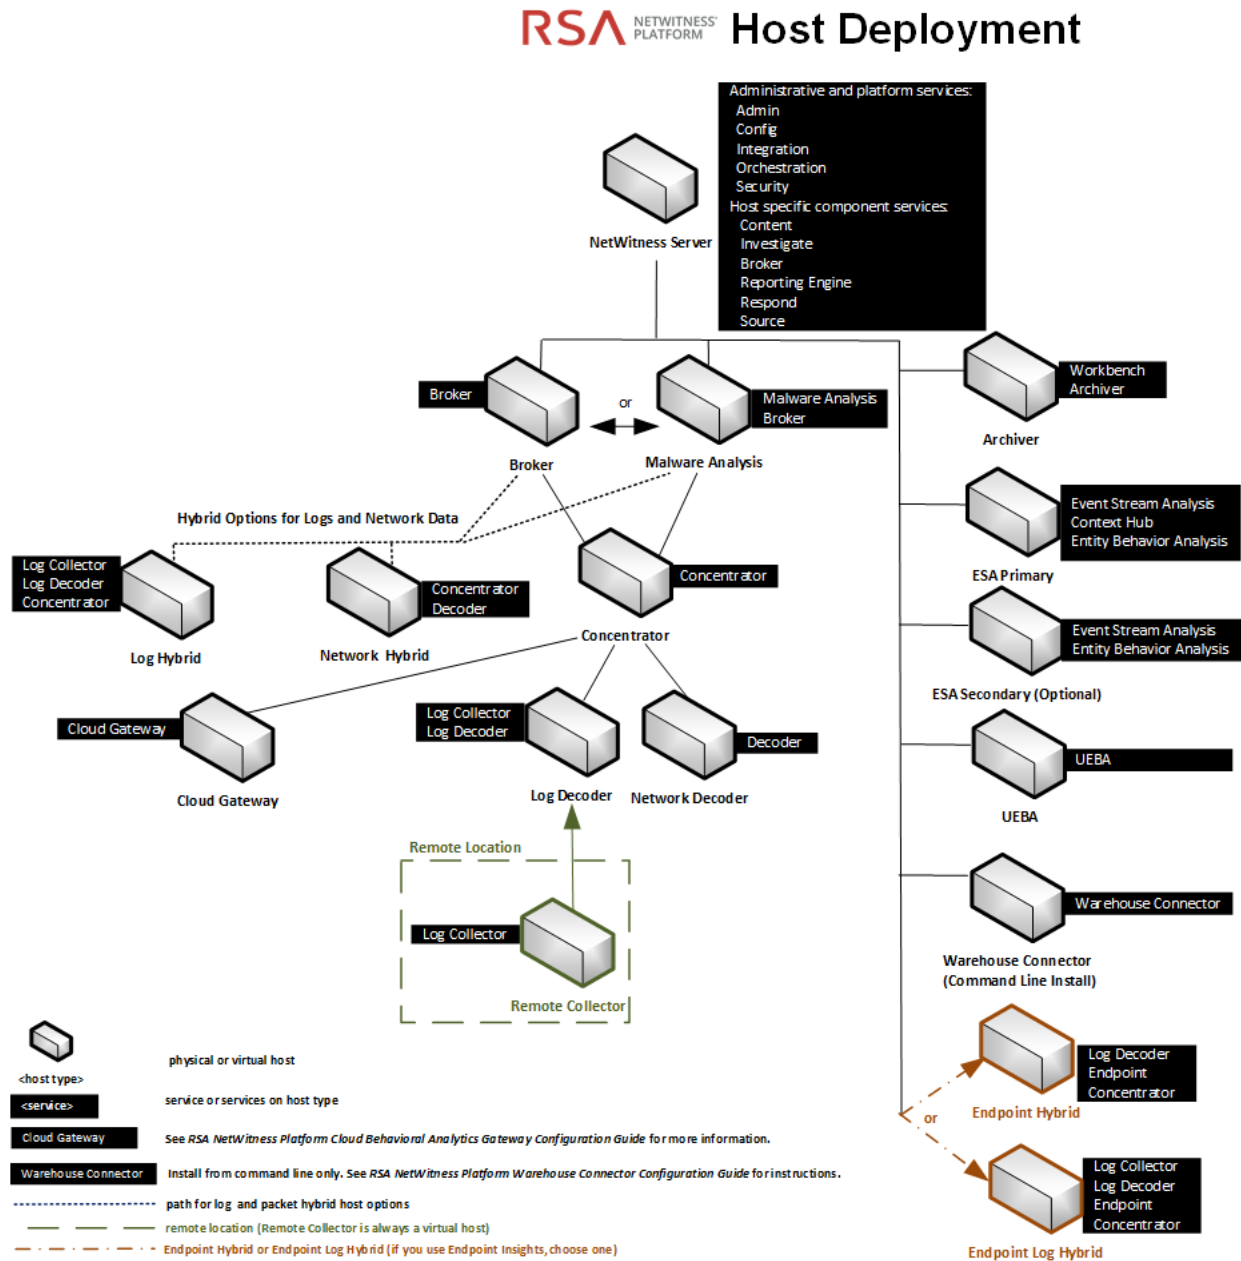 RSA NETWITNESS® PLATFORM Host Deployment
Administrative and platform services:
Admin
Config
Integration
Orchestration
Security
Host specific component services:
Content
Investigate
Broker
Reporting Engine
Respond
Source
NetWitness Server
Broker
Broker
or
Malware Analysis
Broker
Malware Analysis
Workbench
Archiver
Archiver
Hybrid Options for Logs and Network Data
Log Collector
Log Decoder
Concentrator
Log Hybrid
Concentrator
Decoder
Network Hybrid
Concentrator
Concentrator
Event Stream Analysis
Context Hub
Entity Behavior Analysis
ESA Primary
Event Stream Analysis
Entity Behavior Analysis
ESA Secondary (Optional)
Cloud Gateway
Cloud Gateway
Log Collector
Log Decoder
Log Decoder
Decoder
Network Decoder
UEBA
UEBA
Remote Location
Log Collector
Remote Collector
Warehouse Connector
Warehouse Connector
(Command Line Install)
Log Decoder
Endpoint
Concentrator
Endpoint Hybrid
or
Log Collector
Log Decoder
Endpoint
Concentrator
Endpoint Log Hybrid
<host type>
physical or virtual host
<service>
service or services on host type
Cloud Gateway
See RSA NetWitness Platform Cloud Behavioral Analytics Gateway Configuration Guide for more information.
Warehouse Connector
Install from command line only. See RSA NetWitness Platform Warehouse Connector Configuration Guide for instructions.
path for log and packet hybrid host options
remote location (Remote Collector is always a virtual host)
Endpoint Hybrid or Endpoint Log Hybrid (if you use Endpoint Insights, choose one)